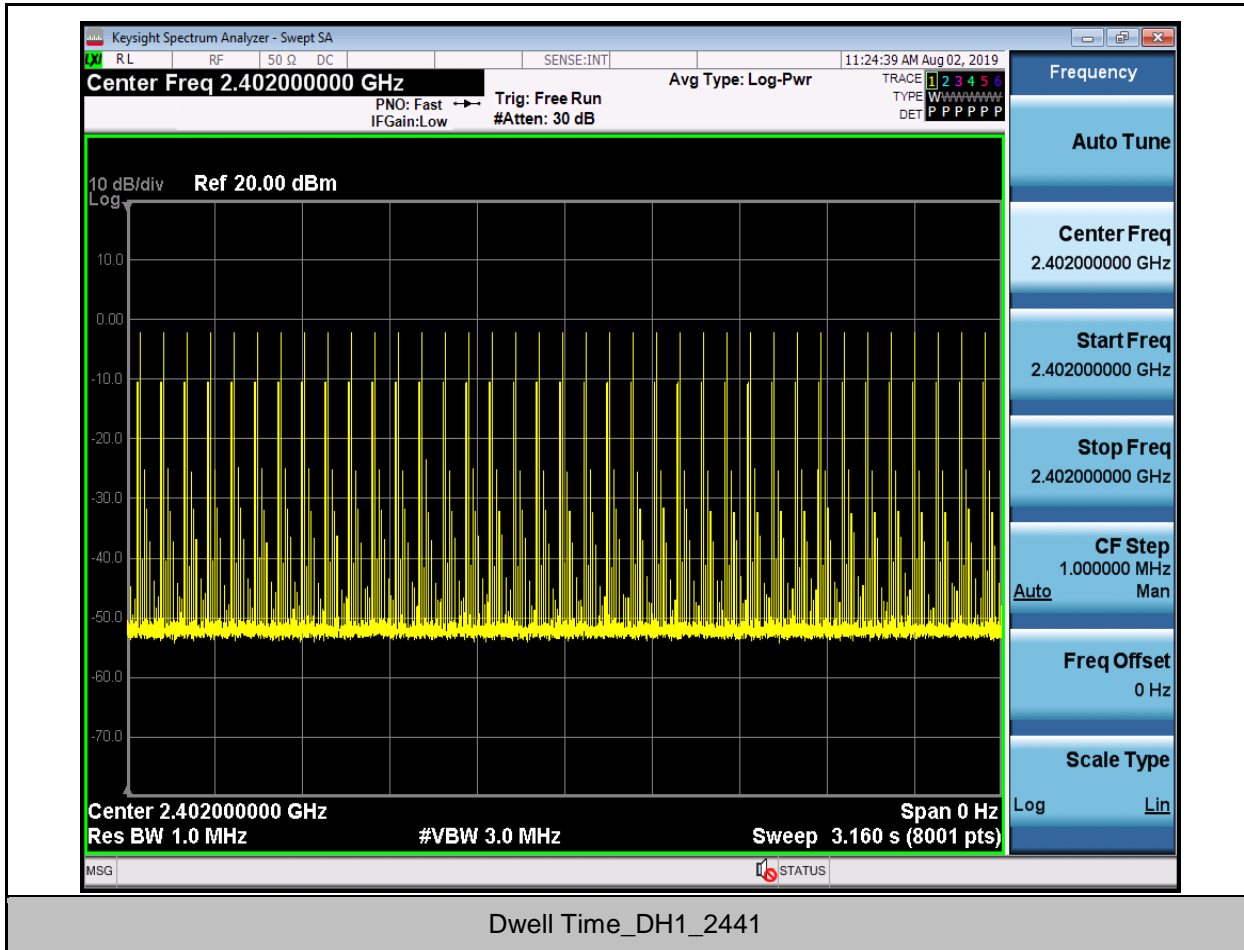 Keysight Spectrum Analyzer - Swept SA
LXI RL RF 50 Ω DC SENSE:INT 11:24:39 AM Aug 02, 2019
Center Freq 2.402000000 GHz Avg Type: Log-Pwr TRACE 1 2 3 4 5 6
PNO: Fast Trig: Free Run TYPE WWWWWW
IFGain:Low #Atten: 30 dB DET P P P P P P
10 dB/div Ref 20.00 dBm
Log
10.0
0.00
-10.0
-20.0
-30.0
-40.0
-50.0
-60.0
-70.0
Center 2.402000000 GHz Span 0 Hz
Res BW 1.0 MHz #VBW 3.0 MHz Sweep 3.160 s (8001 pts)
MSG STATUS
Frequency
Auto Tune
Center Freq
2.402000000 GHz
Start Freq
2.402000000 GHz
Stop Freq
2.402000000 GHz
CF Step
1.000000 MHz
Auto Man
Freq Offset
0 Hz
Scale Type
Log Lin
Dwell Time_DH1_2441